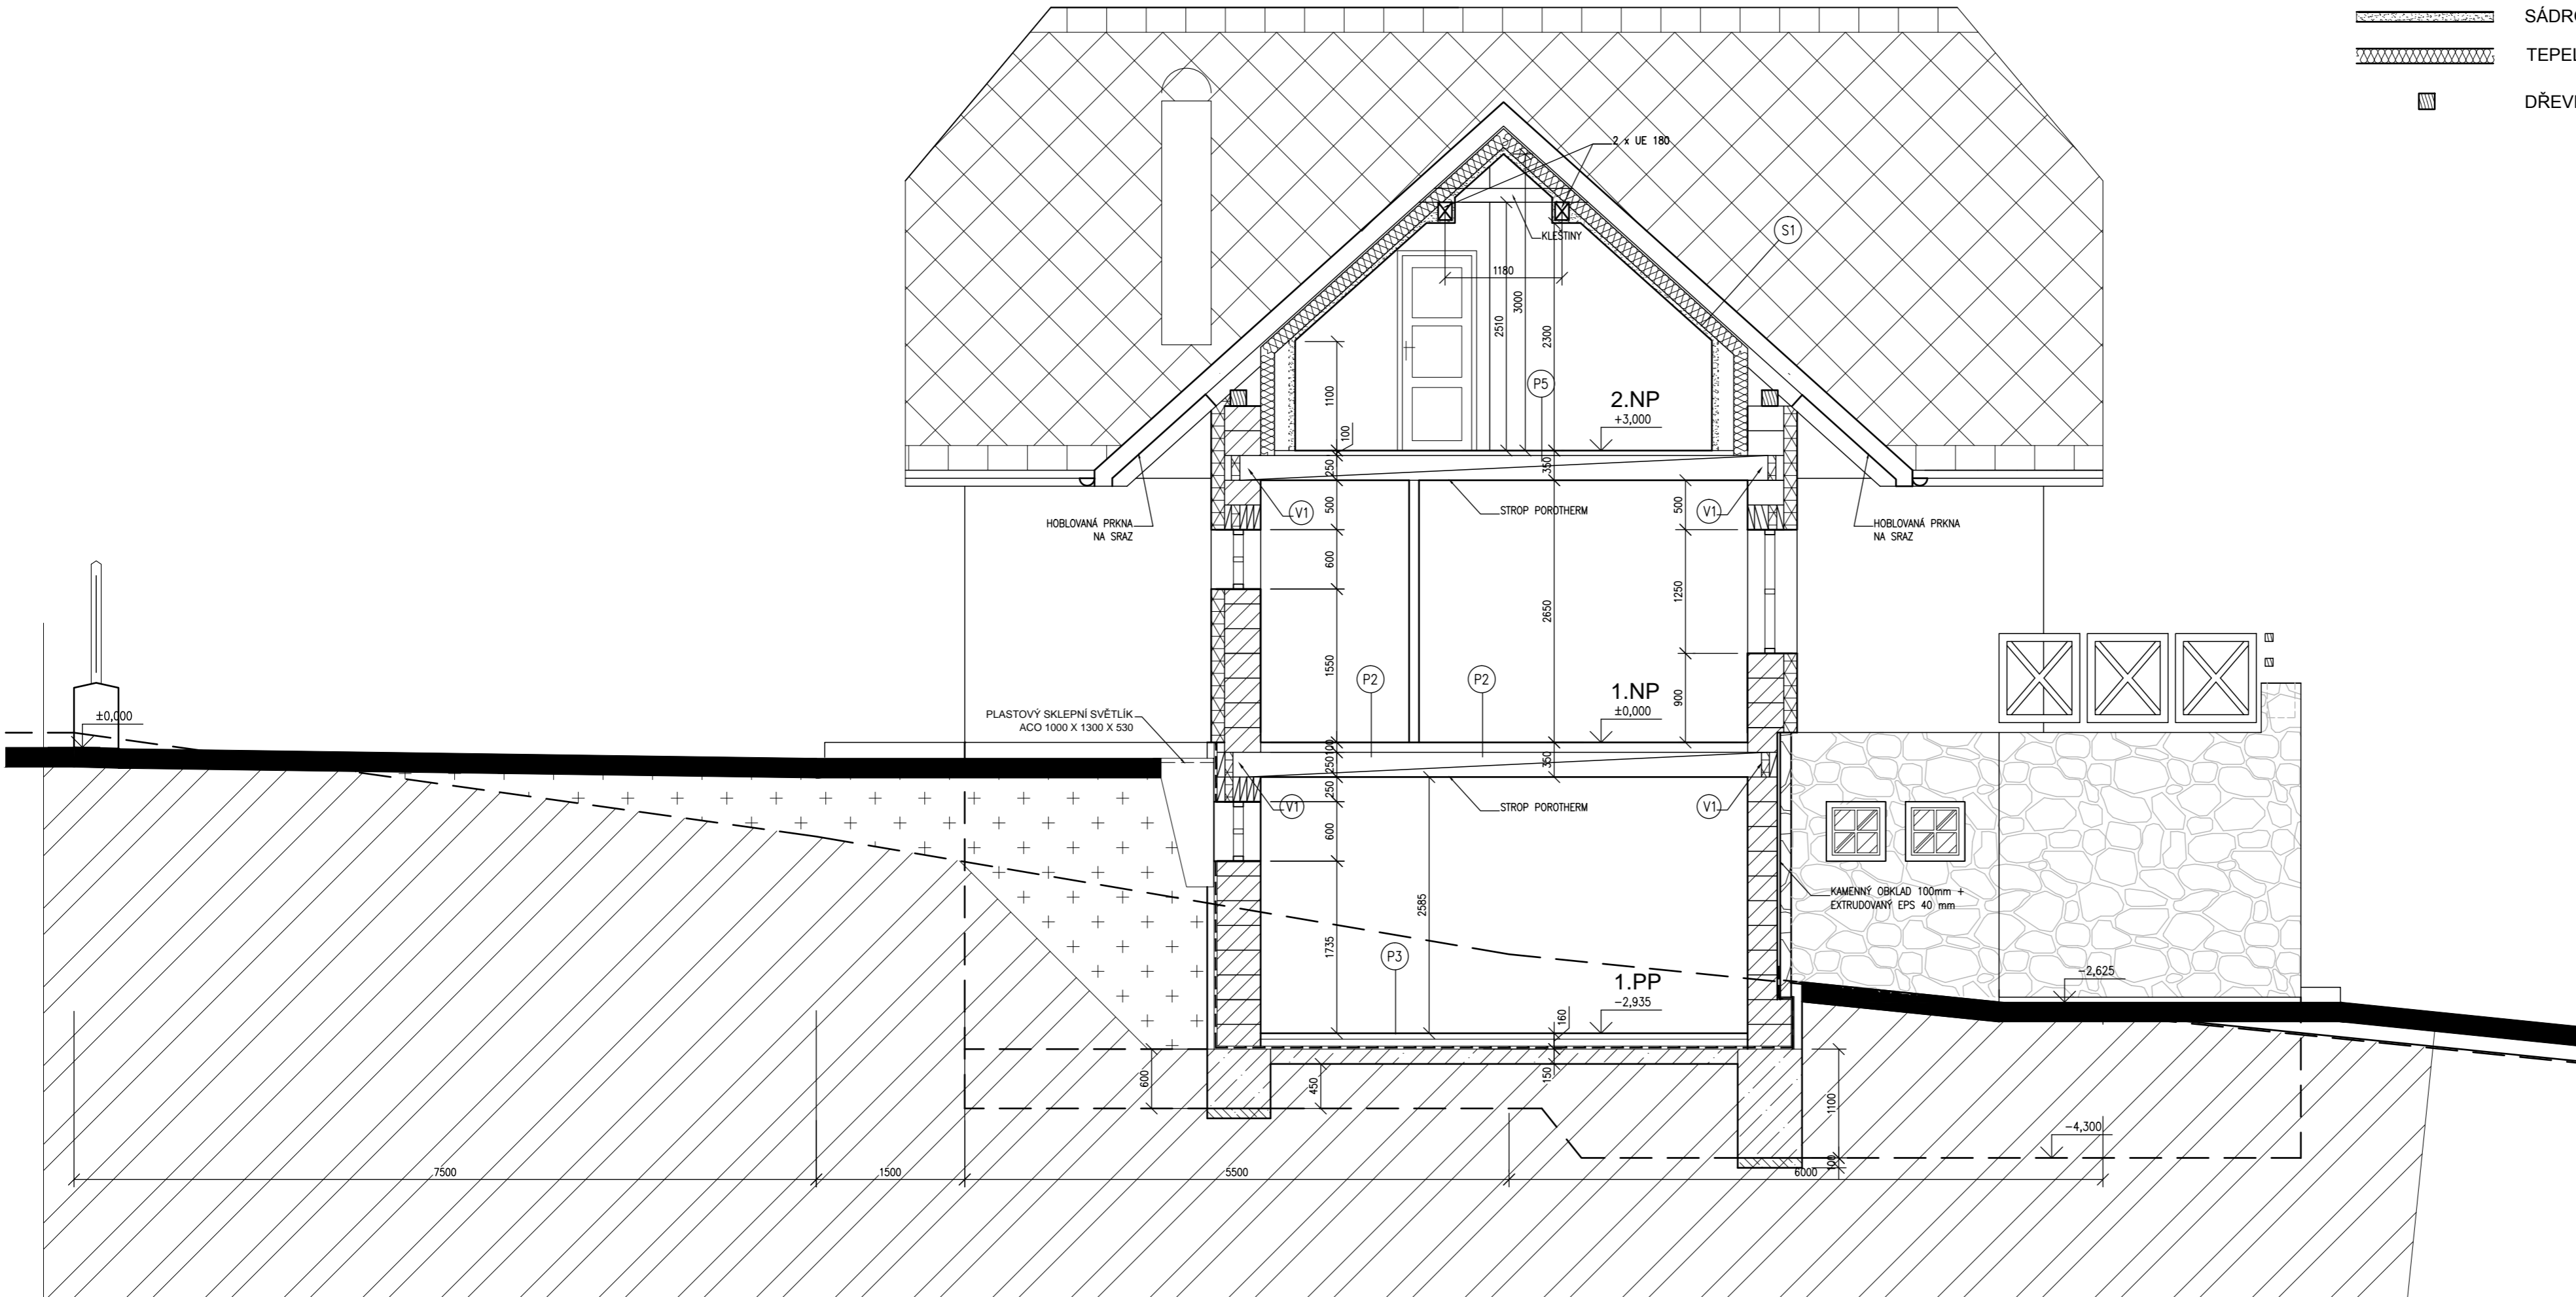 SÁDRO
TEPEL
DŘEVE
2 x UE 180
S1
KLEŠTINY
1180
3000
2510
2300
P5
1100
100
2.NP
+3,000
250
350
HOBLOVANÁ PRKNA
NA SRAZ
V1
500
STROP POROTHERM
500
V1
HOBLOVANÁ PRKNA
NA SRAZ
600
1250
2650
1550
P2
P2
900
1.NP
±0,000
±0,000
PLASTOVÝ SKLEPNÍ SVĚTLÍK
ACO 1000 X 1300 X 530
100
250
350
250
V1
STROP POROTHERM
V1
600
KAMENNÝ OBKLAD 100mm +
EXTRUDOVANÝ EPS 40 mm
2585
1735
P3
1.PP
-2,935
-2,625
160
600
450
150
1100
-4,300
100
7500
1500
5500
6000